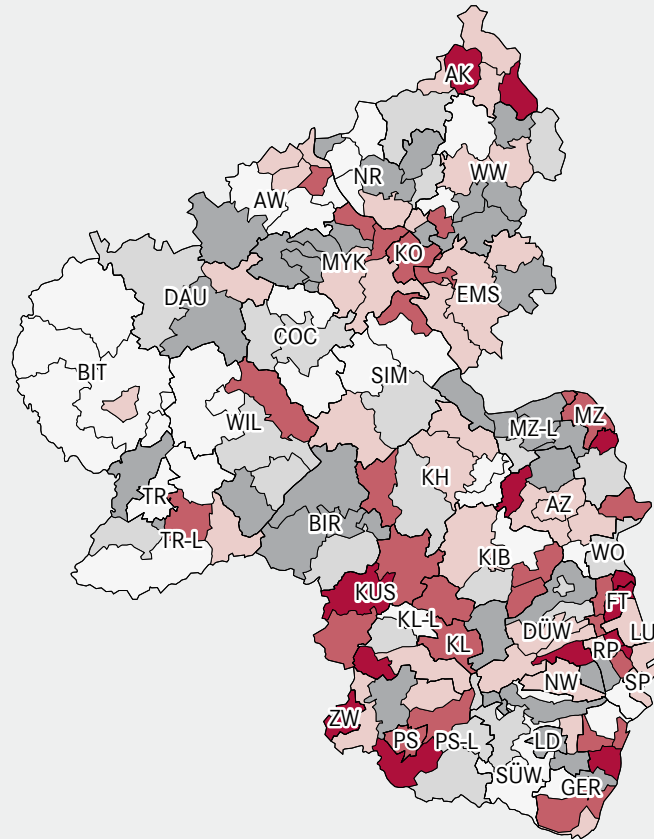 AK
NR
WW
AW
KO
MYK
DAU
EMS
COC
BIT
SIM
WIL
MZ
MZ-L
KH
TR
AZ
BIR
TR-L
KIB
WO
KUS
FT
KL-L
DÜW
LU
KL
RP
NW
SP
ZW
PS
PS-L
LD
SÜW
GER